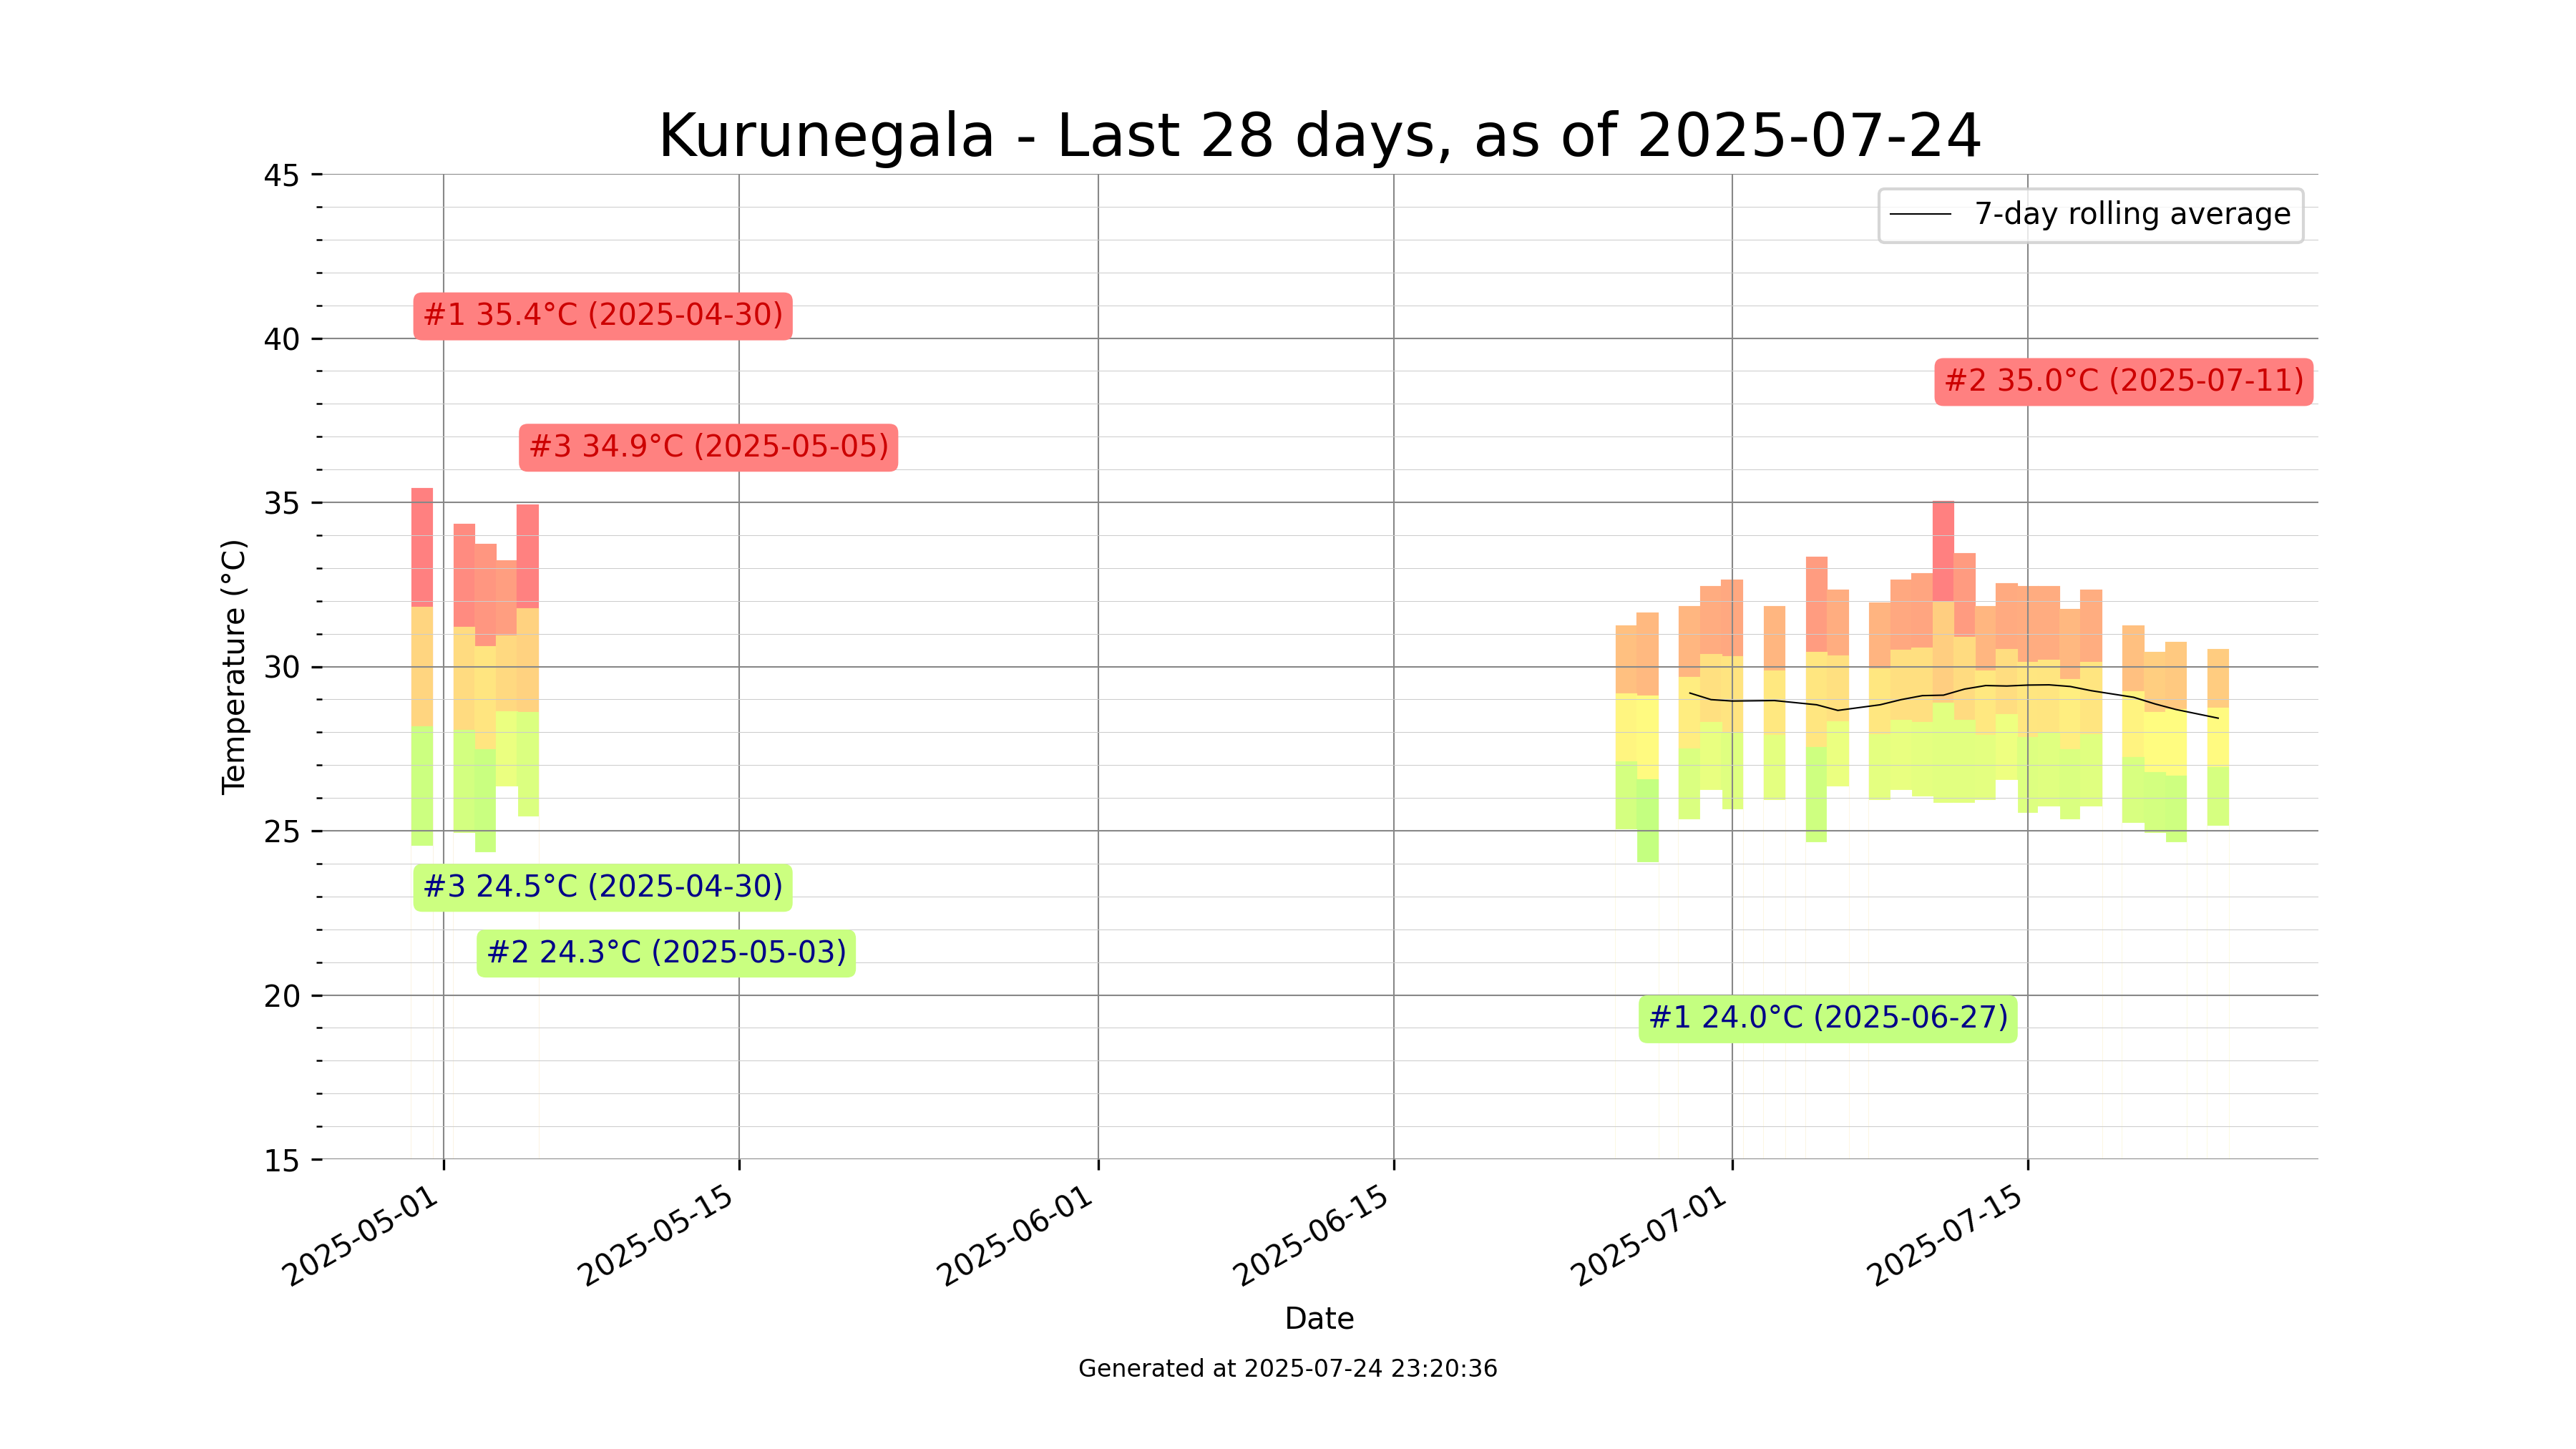 Kurunegala - Last 28 days, as of 2025-07-24
45
7-day rolling average
#1 35.4°C (2025-04-30)
40
#2 35.0°C (2025-07-11)
#3 34.9°C (2025-05-05)
35
Temperature (°C)
30
25
#3 24.5°C (2025-04-30)
#2 24.3°C (2025-05-03)
20
#1 24.0°C (2025-06-27)
15
2025-05-01
2025-05-15
2025-06-01
2025-06-15
2025-07-01
2025-07-15
Date
Generated at 2025-07-24 23:20:36